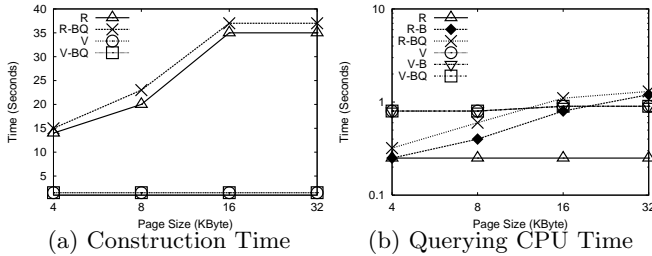 40
35
30
25
20
15
10
5
Time (Seconds)
R
R-BQ
V
V-BQ
4
8
16
32
Page Size (KByte)
(a) Construction Time
10
1
0.1
Time (Seconds)
R
R-B
R-BQ
V
V-B
V-BQ
4
8
16
32
Page Size (KByte)
(b) Querying CPU Time